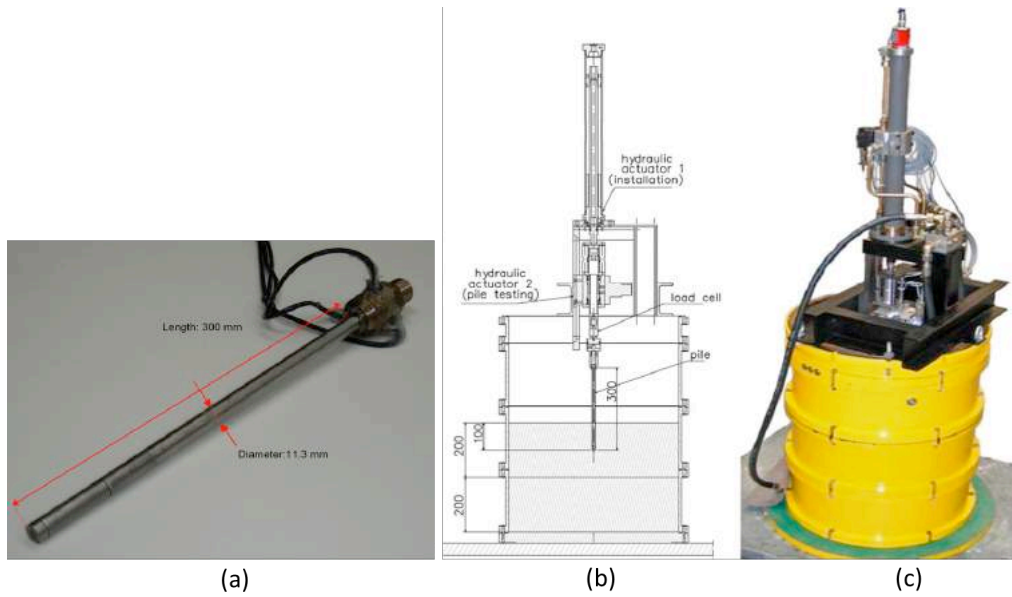 Length: 300 mm
Diameter:11.3 mm
hydraulic
actuator 1
(installation)
hydraulic
actuator 2
(pile testing)
load cell
pile
300
100
200
200
(a)
(b)
(c)